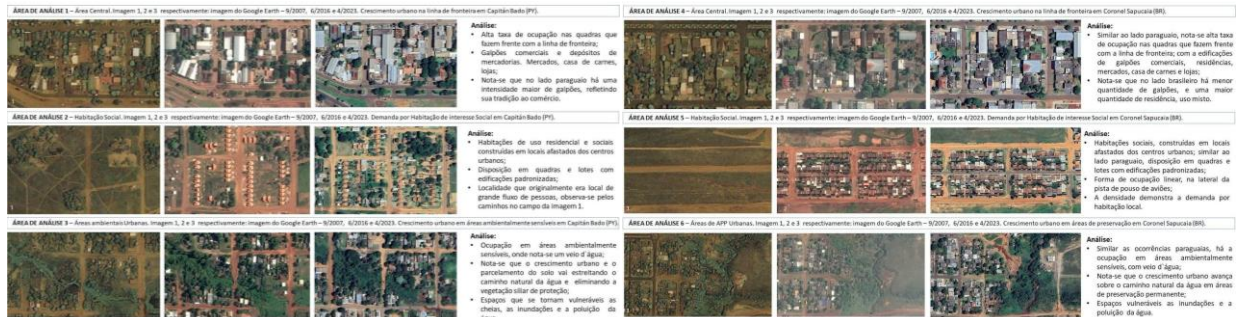 ÁREA DE ANÁLISE 1 – Área Central. Imagem 1, 2 e 3 respectivamente: imagem do Google Earth – 9/2007, 6/2016 e 4/2023. Crescimento urbano na linha de fronteira em Capitán Bado (PY).
Análise:
• Alta taxa de ocupação nas quadras que
fazem frente com a linha de fronteira;
• Galpões comerciais e depósitos de
mercadorias. Mercados, casa de carnes,
lojas;
• Nota-se que no lado paraguaio há uma
intensidade maior de galpões, refletindo
sua tradição ao comércio.
ÁREA DE ANÁLISE 2 – Habitação Social. Imagem 1, 2 e 3 respectivamente: imagem do Google Earth – 9/2007, 6/2016 e 4/2023. Demanda por Habitação de interesse Social em Capitán Bado (PY).
Análise:
• Habitações de uso residencial e sociais
construídas em locais afastados dos centros
urbanos;
• Disposição em quadras e lotes com
edificações padronizadas;
• Localidade que originalmente era local de
grande fluxo de pessoas, observa-se pelos
caminhos no campo da imagem 1.
ÁREA DE ANÁLISE 3 – Áreas ambientais Urbanas. Imagem 1, 2 e 3 respectivamente: imagem do Google Earth – 9/2007, 6/2016 e 4/2023. Crescimento urbano em áreas ambientalmente sensíveis em Capitán Bado (PY).
Análise:
• Ocupação em áreas ambientalmente
sensíveis, onde nota-se um veio d´água;
• Nota-se que o crescimento urbano e o
parcelamento do solo vai estreitando o
caminho natural da água e eliminando a
vegetação siliar de proteção;
• Espaços que se tornam vulneráveis as
cheias, as inundações e a poluição da
ÁREA DE ANÁLISE 4 – Área Central. Imagem 1, 2 e 3 respectivamente: imagem do Google Earth – 9/2007, 6/2016 e 4/2023. Crescimento urbano na linha de fronteira em Coronel Sapucaia (BR).
Análise:
• Similar ao lado paraguaio, nota-se alta taxa
de ocupação nas quadras que fazem frente
com a linha de fronteira; com a edificações
de galpões comerciais, residências,
mercados, casa de carnes e lojas;
• Nota-se que no lado brasileiro há menor
quantidade de galpões, e uma maior
quantidade de residência, uso misto.
ÁREA DE ANÁLISE 5 – Habitação Social. Imagem 1, 2 e 3 respectivamente: imagem do Google Earth – 9/2007, 6/2016 e 4/2023. Demanda por Habitação de interesse Social em Coronel Sapucaia (BR).
Análise:
• Habitações sociais, construídas em locais
afastados dos centros urbanos; similar ao
lado paraguaio, disposição em quadras e
lotes com edificações padronizadas;
• Forma de ocupação linear, na lateral da
pista de pouso de aviões;
• A densidade demonstra a demanda por
habitação local.
ÁREA DE ANÁLISE 6 – Áreas de APP Urbanas. Imagem 1, 2 e 3 respectivamente: imagem do Google Earth – 9/2007, 6/2016 e 4/2023. Crescimento urbano em áreas de preservação em Coronel Sapucaia (BR).
Análise:
• Similar as ocorrências paraguaias, há a
ocupação em áreas ambientalmente
sensíveis, com veio d´água;
• Nota-se que o crescimento urbano avança
sobre o caminho natural da água em áreas
de preservação permanente;
• Espaços vulneráveis as inundações e a
poluição da água.